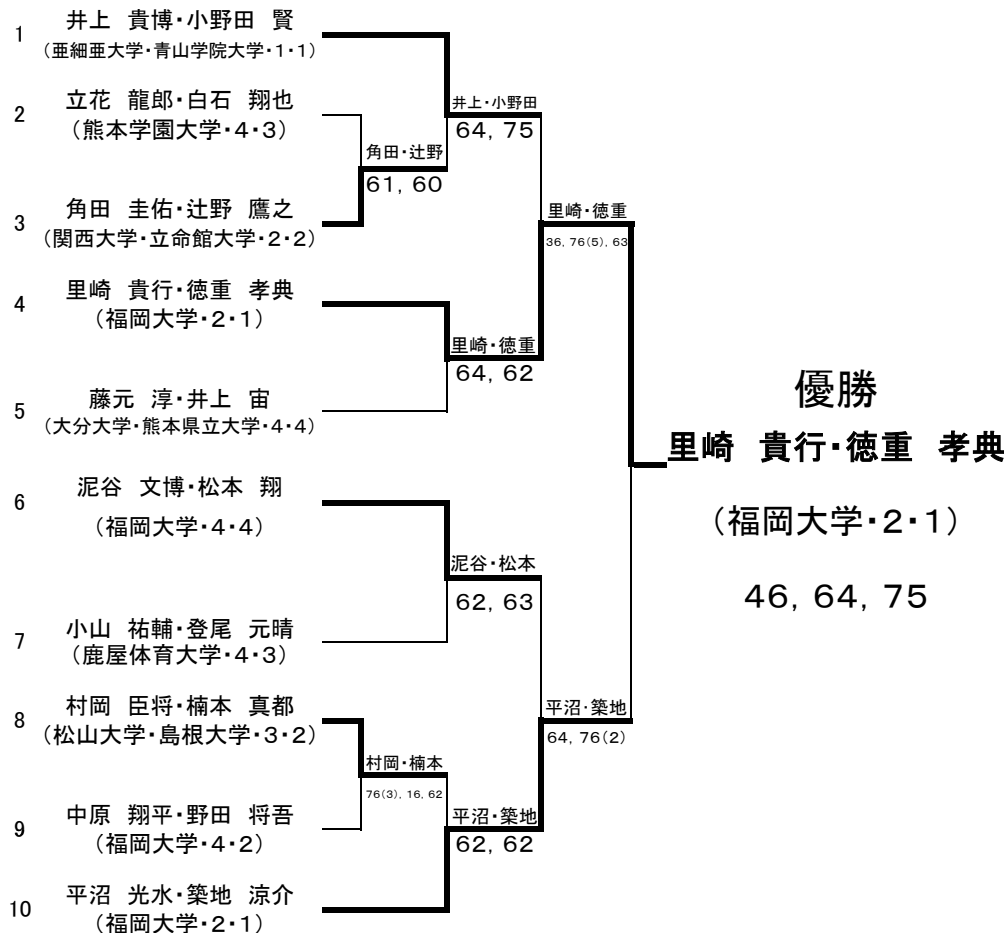 1
井上 貴博・小野田 賢
（亜細亜大学・青山学院大学・1・1）
2
立花 龍郎・白石 翔也
（熊本学園大学・4・3）
3
角田 圭佑・辻野 鷹之
（関西大学・立命館大学・2・2）
4
里崎 貴行・徳重 孝典
（福岡大学・2・1）
5
藤元 淳・井上 宙
（大分大学・熊本県立大学・4・4）
6
泥谷 文博・松本 翔
（福岡大学・4・4）
7
小山 祐輔・登尾 元晴
（鹿屋体育大学・4・3）
8
村岡 臣将・楠本 真都
（松山大学・島根大学・3・2）
9
中原 翔平・野田 将吾
（福岡大学・4・2）
10
平沼 光水・築地 涼介
（福岡大学・2・1）
角田・辻野
61, 60
村岡・楠本
76(3), 16, 62
井上・小野田
64, 75
里崎・徳重
64, 62
泥谷・松本
62, 63
平沼・築地
62, 62
里崎・徳重
36, 76(5), 63
平沼・築地
64, 76(2)
優勝
里崎 貴行・徳重 孝典
（福岡大学・2・1）
46, 64, 75